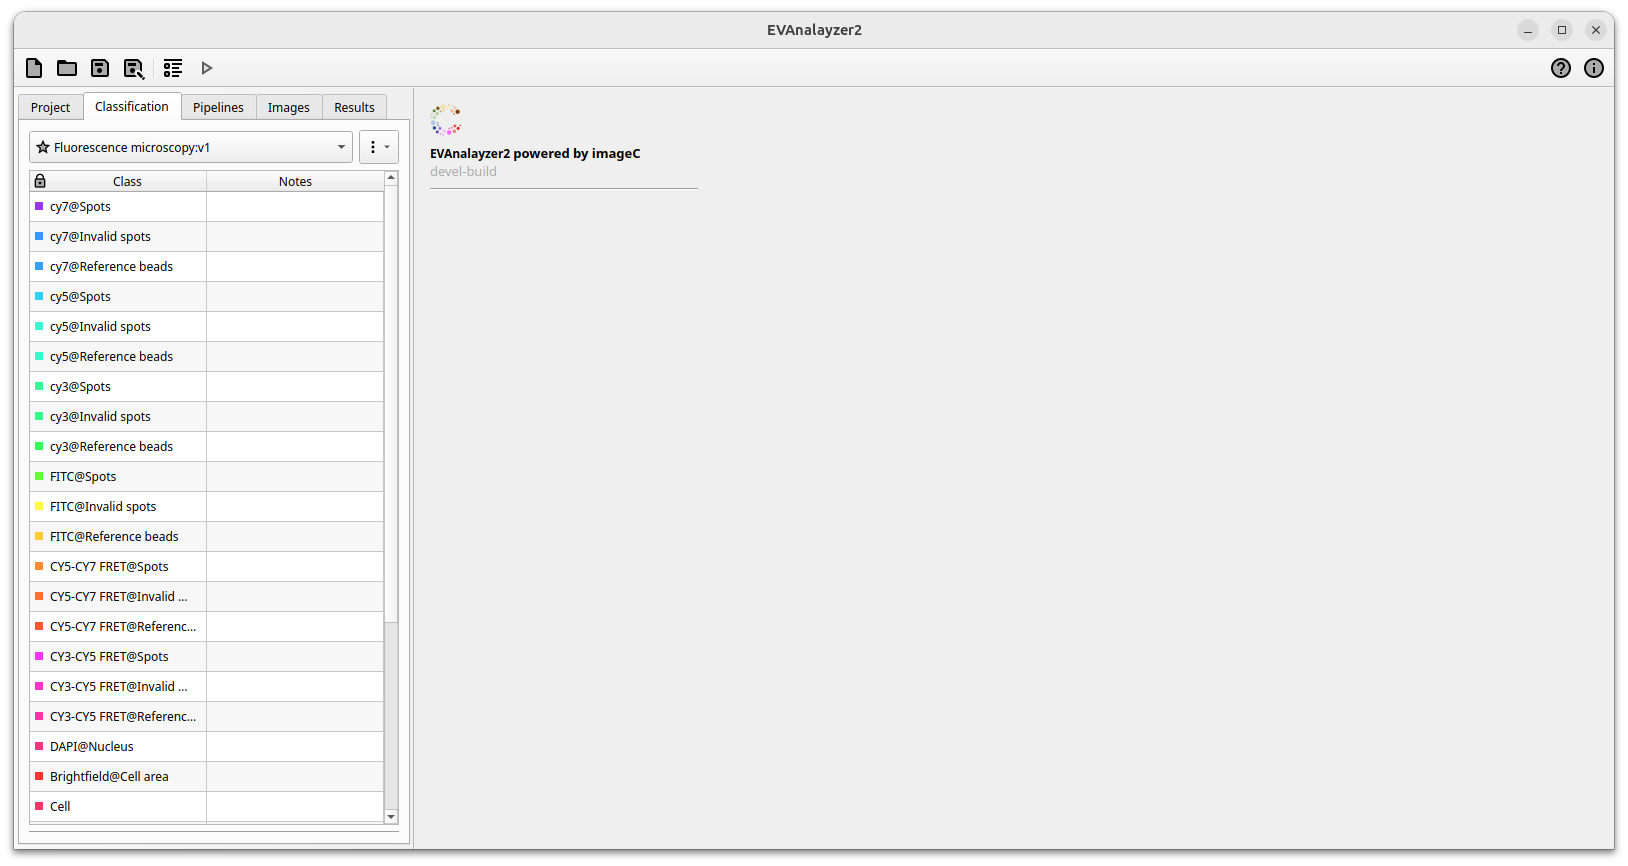 EVAnalayzer2
Project
Classification
Pipelines
Images
Results
Fluorescence microscopy:v1
Class
Notes
cy7@Spots
cy7@Invalid spots
cy7@Reference beads
cy5@Spots
cy5@Invalid spots
cy5@Reference beads
cy3@Spots
cy3@Invalid spots
cy3@Reference beads
FITC@Spots
FITC@Invalid spots
FITC@Reference beads
CY5-CY7 FRET@Spots
CY5-CY7 FRET@Invalid ...
CY5-CY7 FRET@Referenc...
CY3-CY5 FRET@Spots
CY3-CY5 FRET@Invalid ...
CY3-CY5 FRET@Referenc...
DAPI@Nucleus
Brightfield@Cell area
Cell
EVAnalayzer2 powered by imageC
devel-build